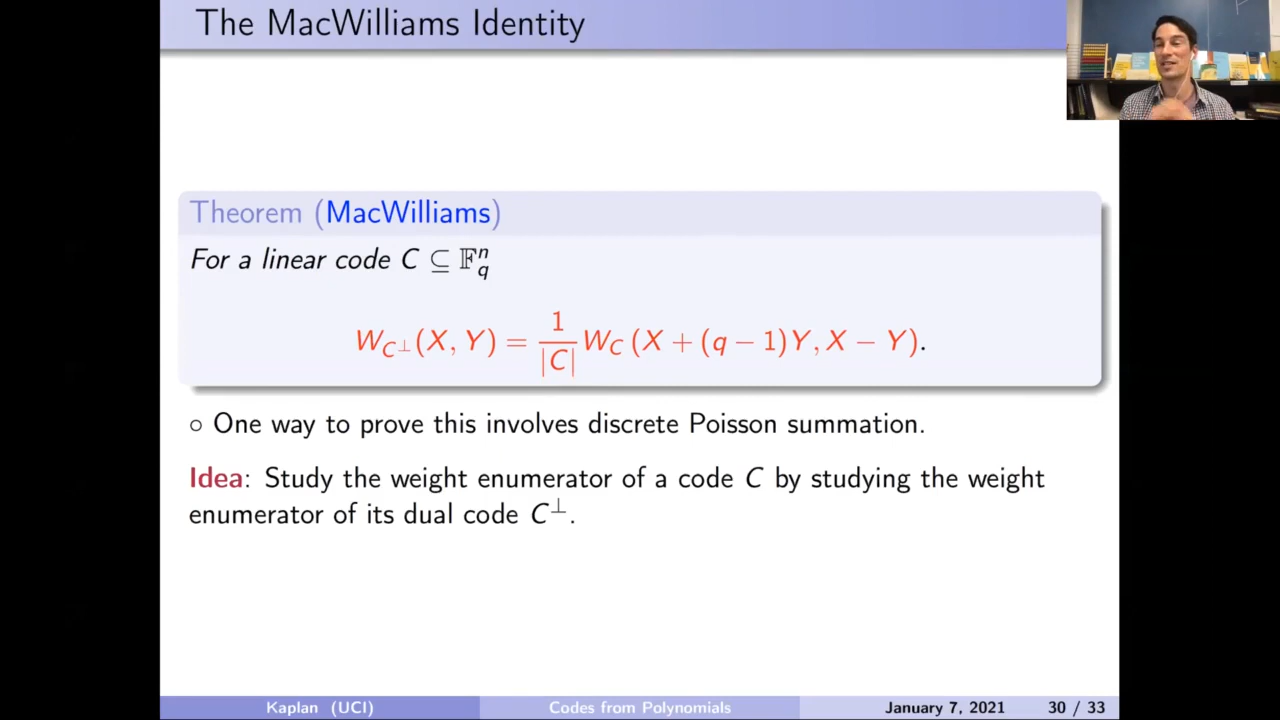 The MacWilliams Identity
Theorem (MacWilliams)
For a linear code C ⊆ 𝔽_q^n
W_{C^⊥}(X, Y) = \frac{1}{|C|} W_C (X + (q − 1)Y, X − Y).
○ One way to prove this involves discrete Poisson summation.
Idea: Study the weight enumerator of a code C by studying the weight
enumerator of its dual code C^⊥.
Kaplan (UCI) Codes from Polynomials January 7, 2021 30 / 33